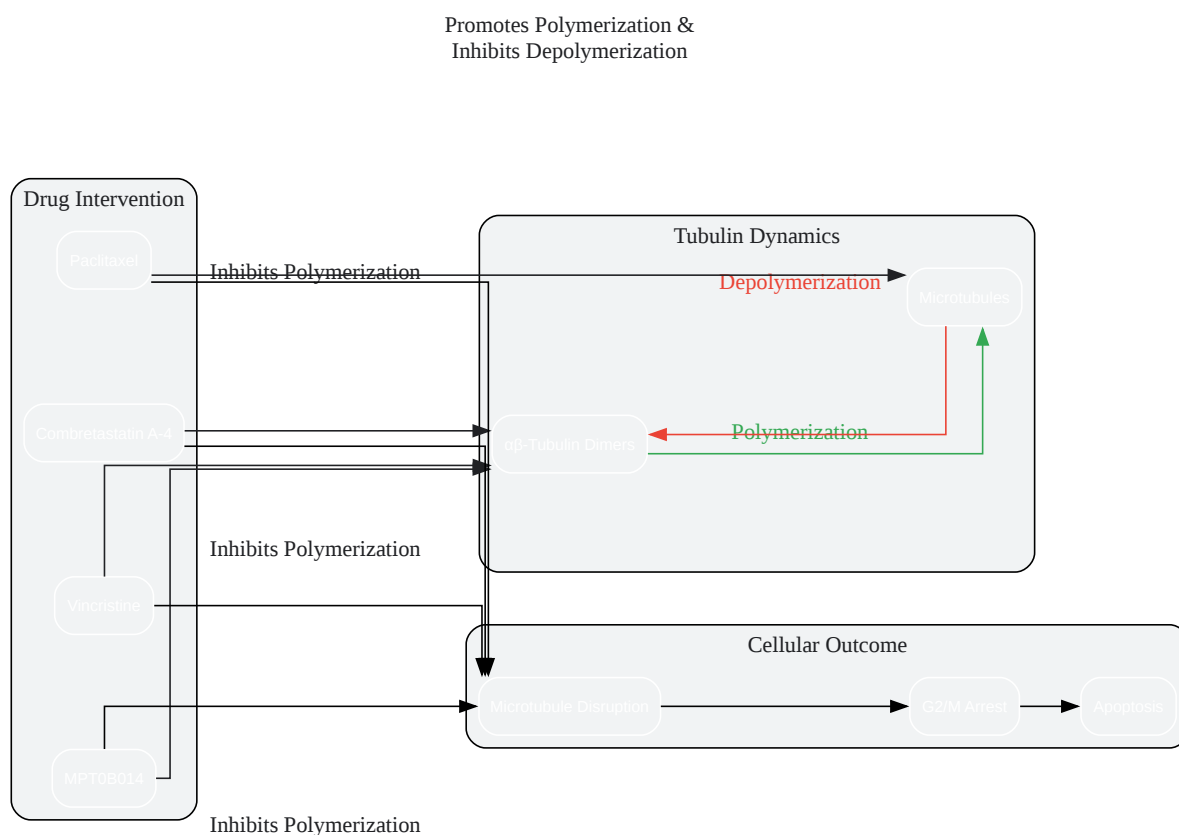 Promotes Polymerization &
Inhibits Depolymerization
Drug Intervention
Paclitaxel
Inhibits Polymerization
Tubulin Dynamics
Depolymerization
Microtubules
Combretastatin A-4
αβ-Tubulin Dimers
Polymerization
Inhibits Polymerization
Vincristine
Cellular Outcome
Microtubule Disruption
G2/M Arrest
Apoptosis
MPT0B014
Inhibits Polymerization